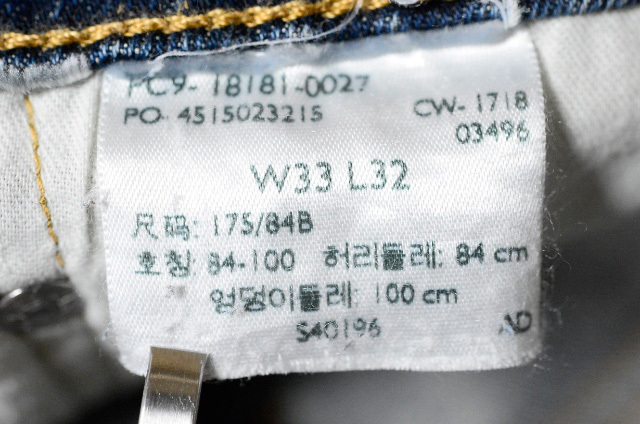 PC9- 18181-0027
PO- 4515023215 CW- 1718
03496
W33 L32
尺码: 175/84B
호칭: 84-100 허리둘레: 84 cm
엉덩이둘레: 100 cm
S40196 AD